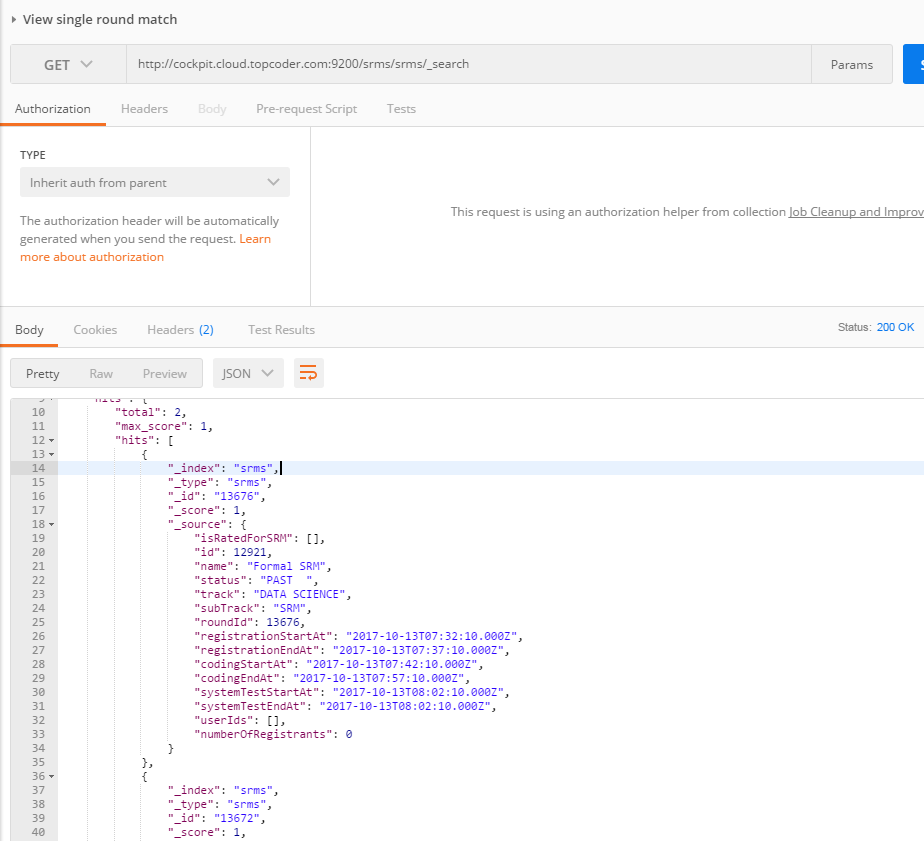 View single round match
GET http://cockpit.cloud.topcoder.com:9200/srms/srms/_search Params S
Authorization Headers Body Pre-request Script Tests
TYPE
Inherit auth from parent
The authorization header will be automatically
generated when you send the request. Learn
more about authorization
This request is using an authorization helper from collection Job Cleanup and Improv
Body Cookies Headers (2) Test Results Status: 200 OK
Pretty Raw Preview JSON
9 "hits": {
10 "total": 2,
11 "max_score": 1,
12 "hits": [
13 {
14 "_index": "srms",
15 "_type": "srms",
16 "_id": "13676",
17 "_score": 1,
18 "_source": {
19 "isRatedForSRM": [],
20 "id": 12921,
21 "name": "Formal SRM",
22 "status": "PAST  ",
23 "track": "DATA SCIENCE",
24 "subTrack": "SRM",
25 "roundId": 13676,
26 "registrationStartAt": "2017-10-13T07:32:10.000Z",
27 "registrationEndAt": "2017-10-13T07:37:10.000Z",
28 "codingStartAt": "2017-10-13T07:42:10.000Z",
29 "codingEndAt": "2017-10-13T07:57:10.000Z",
30 "systemTestStartAt": "2017-10-13T08:02:10.000Z",
31 "systemTestEndAt": "2017-10-13T08:02:10.000Z",
32 "userIds": [],
33 "numberOfRegistrants": 0
34 }
35 },
36 {
37 "_index": "srms",
38 "_type": "srms",
39 "_id": "13672",
40 "_score": 1,